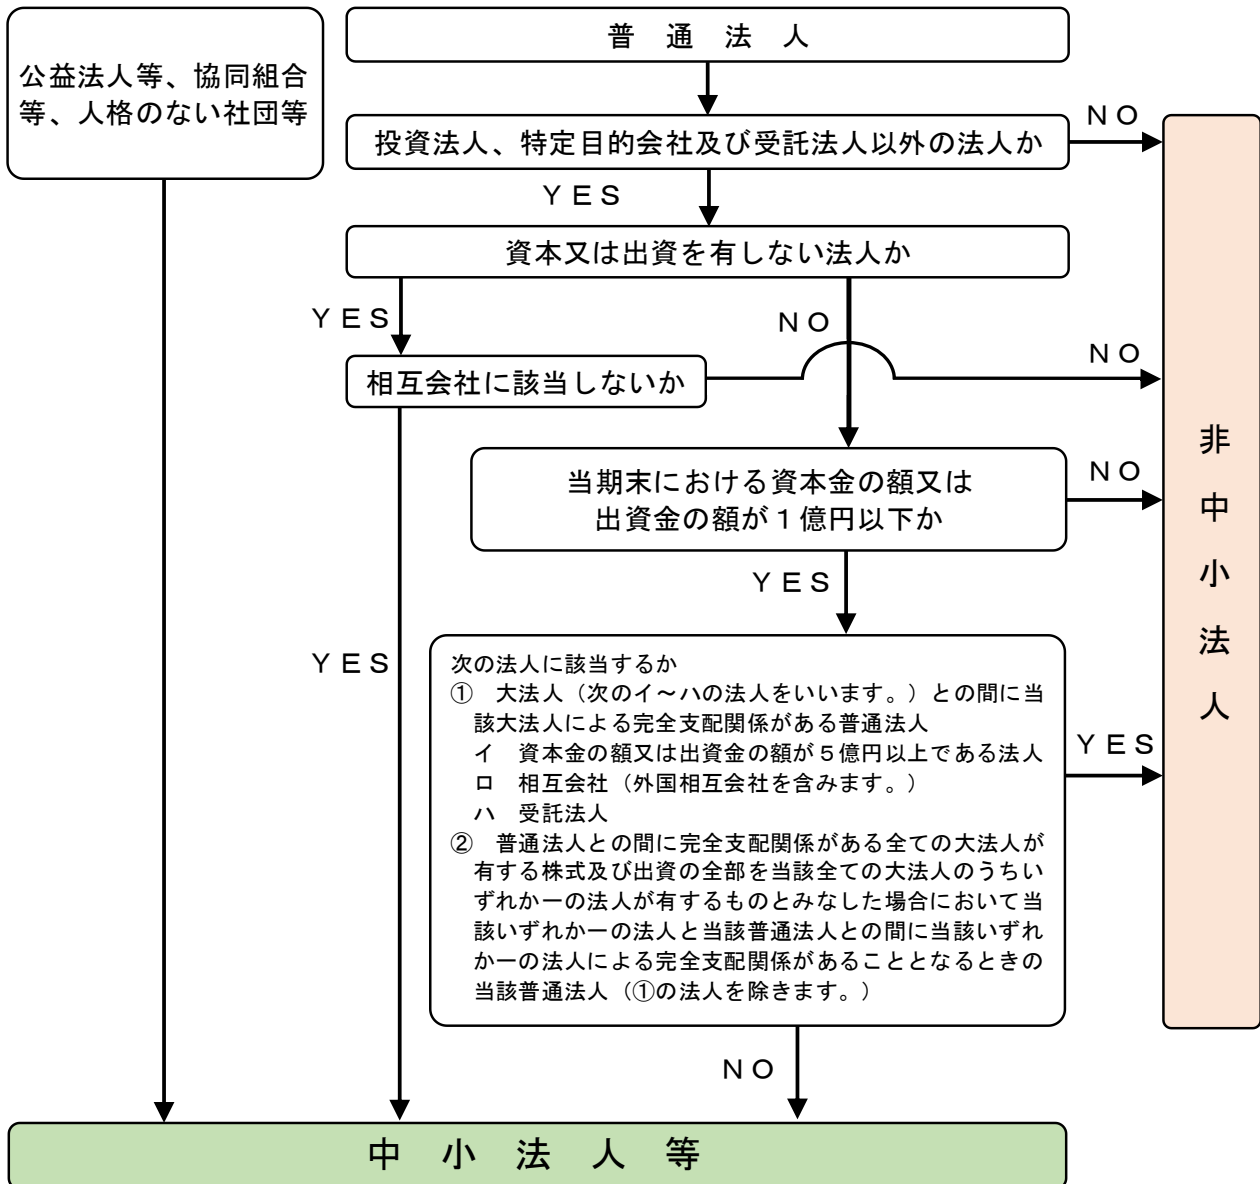 公益法人等、協同組合
等、人格のない社団等
普通法人
投資法人、特定目的会社及び受託法人以外の法人か
NO
YES
資本又は出資を有しない法人か
YES
NO
相互会社に該当しないか
NO
当期末における資本金の額又は
出資金の額が1億円以下か
NO
YES
YES
次の法人に該当するか
① 大法人（次のイ～ハの法人をいいます。）との間に当
該大法人による完全支配関係がある普通法人
イ 資本金の額又は出資金の額が5億円以上である法人
ロ 相互会社（外国相互会社を含みます。）
ハ 受託法人
② 普通法人との間に完全支配関係がある全ての大法人が
有する株式及び出資の全部を当該全ての大法人のうちい
ずれか一の法人が有するものとみなした場合において当
該いずれか一の法人と当該普通法人との間に当該いずれ
か一の法人による完全支配関係があることとなるときの
当該普通法人（①の法人を除きます。）
YES
NO
非中小法人
中小法人等